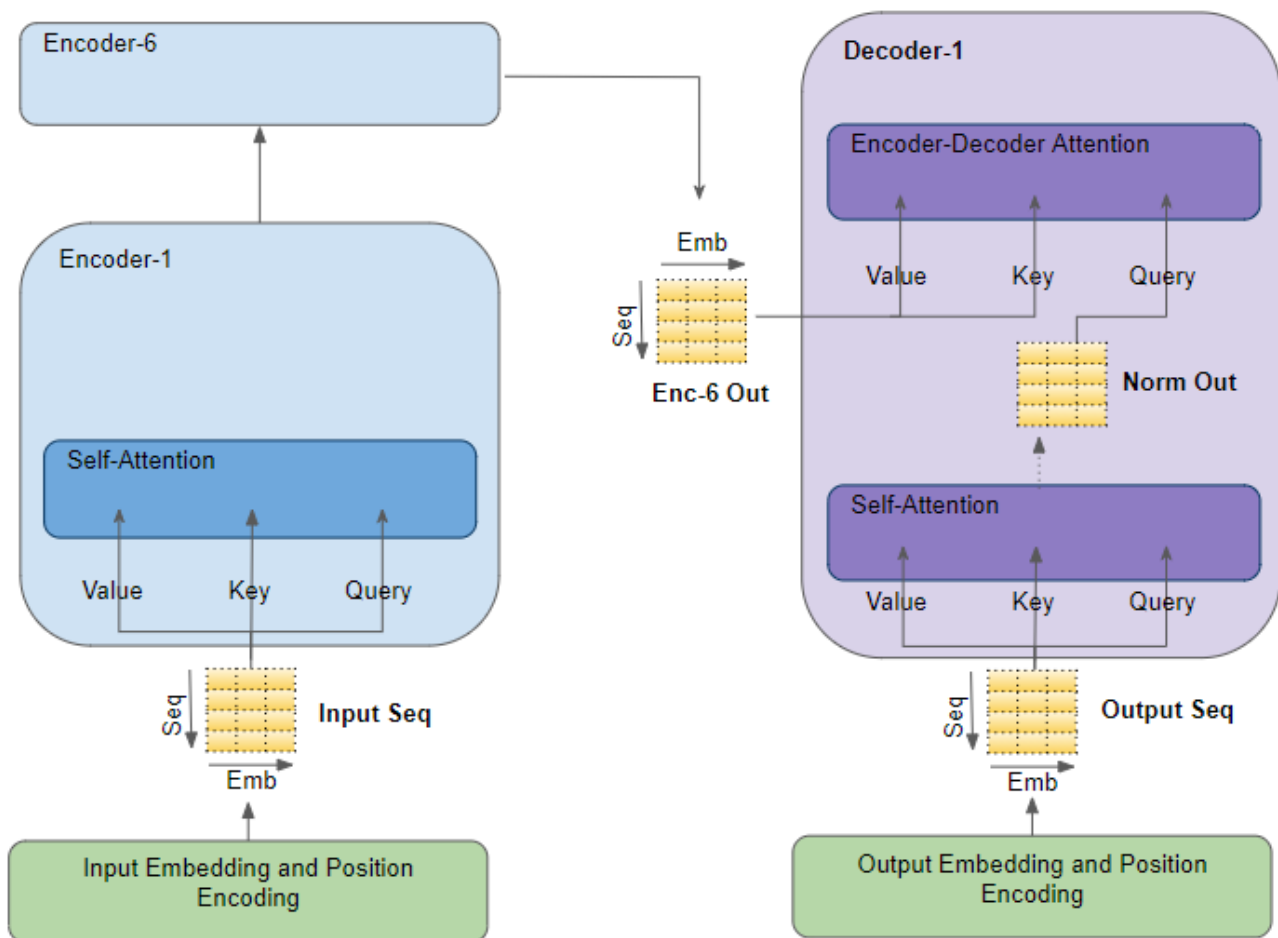 Encoder-6
Encoder-1
Self-Attention
Value Key Query
Seq
Input Seq
Emb
Input Embedding and Position
Encoding
Emb
Seq
Enc-6 Out
Decoder-1
Encoder-Decoder Attention
Value Key Query
Norm Out
Self-Attention
Value Key Query
Seq
Output Seq
Emb
Output Embedding and Position
Encoding